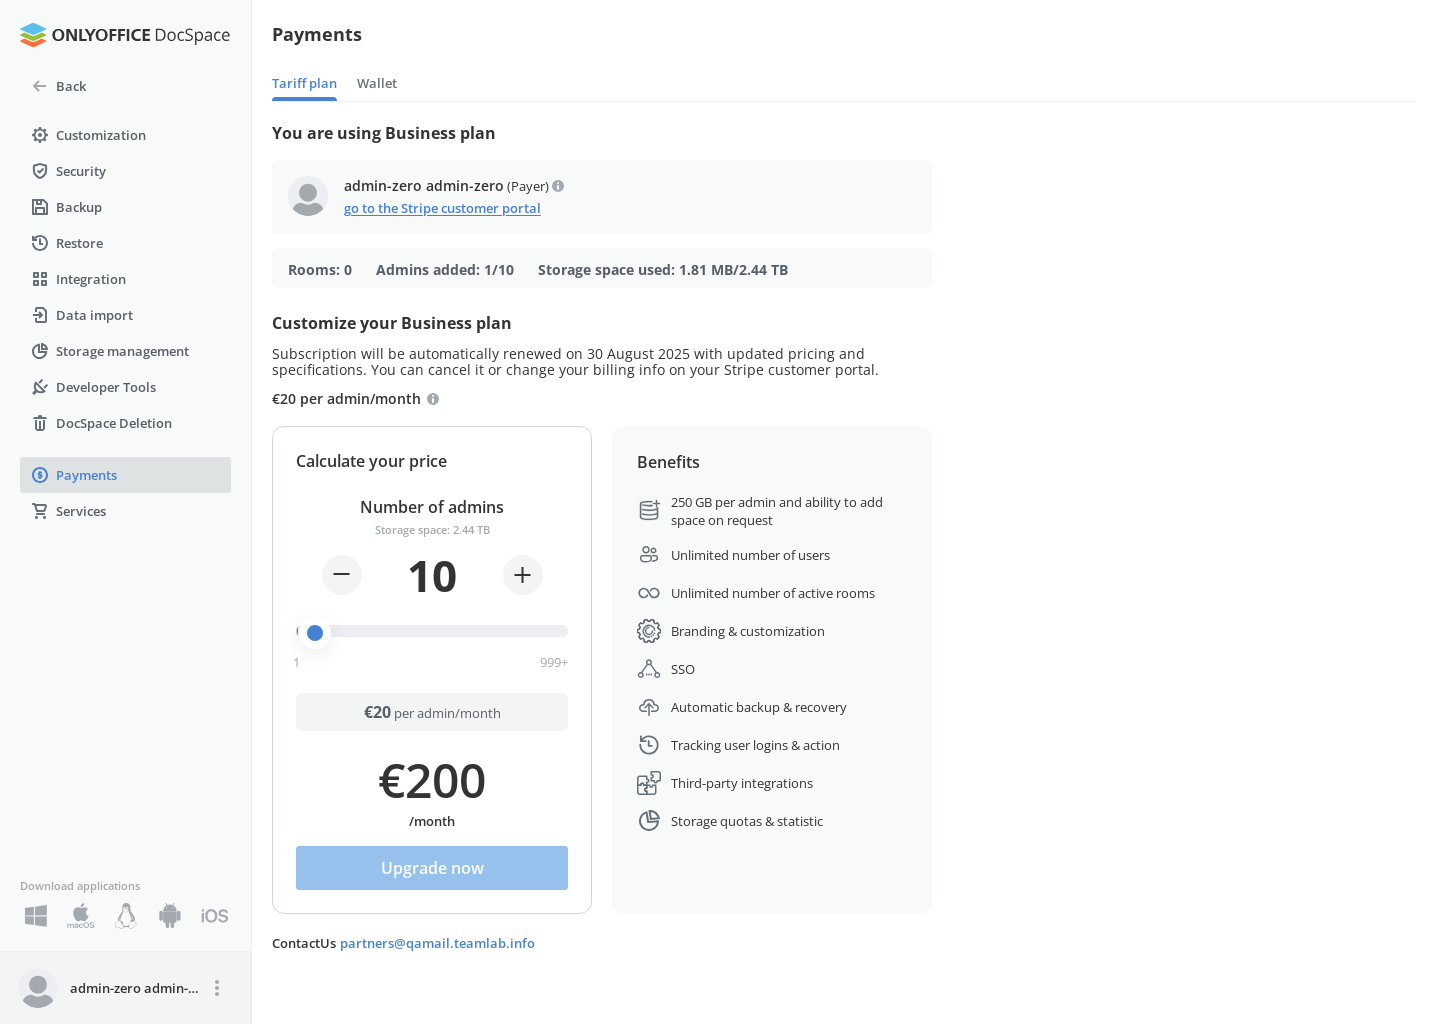 ONLYOFFICE DocSpace
Back
Customization
Security
Backup
Restore
Integration
Data import
Storage management
Developer Tools
DocSpace Deletion
Payments
Services
Download applications
macOS
iOS
admin-zero admin-...
Payments
Tariff plan
Wallet
You are using Business plan
admin-zero admin-zero (Payer)
go to the Stripe customer portal
Rooms: 0 Admins added: 1/10 Storage space used: 1.81 MB/2.44 TB
Customize your Business plan
Subscription will be automatically renewed on 30 August 2025 with updated pricing and
specifications. You can cancel it or change your billing info on your Stripe customer portal.
€20 per admin/month
Calculate your price
Number of admins
Storage space: 2.44 TB
10
1
999+
€20 per admin/month
€200
/month
Upgrade now
Benefits
250 GB per admin and ability to add
space on request
Unlimited number of users
Unlimited number of active rooms
Branding & customization
SSO
Automatic backup & recovery
Tracking user logins & action
Third-party integrations
Storage quotas & statistic
ContactUs partners@qamail.teamlab.info